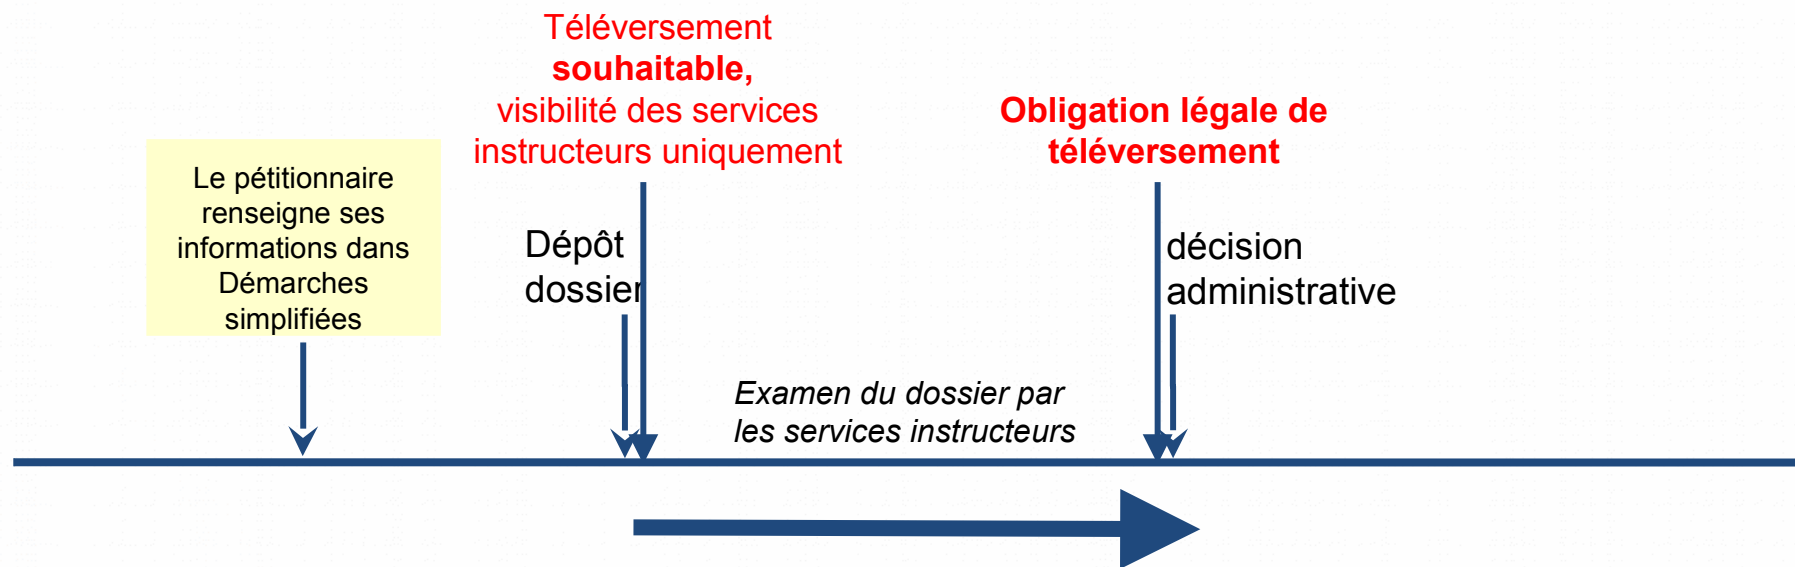 Téléversement
souhaitable,
visibilité des services
instructeurs uniquement
Obligation légale de
téléversement
Le pétitionnaire
renseigne ses
informations dans
Démarches
simplifiées
Dépôt
dossier
décision
administrative
Examen du dossier par
les services instructeurs